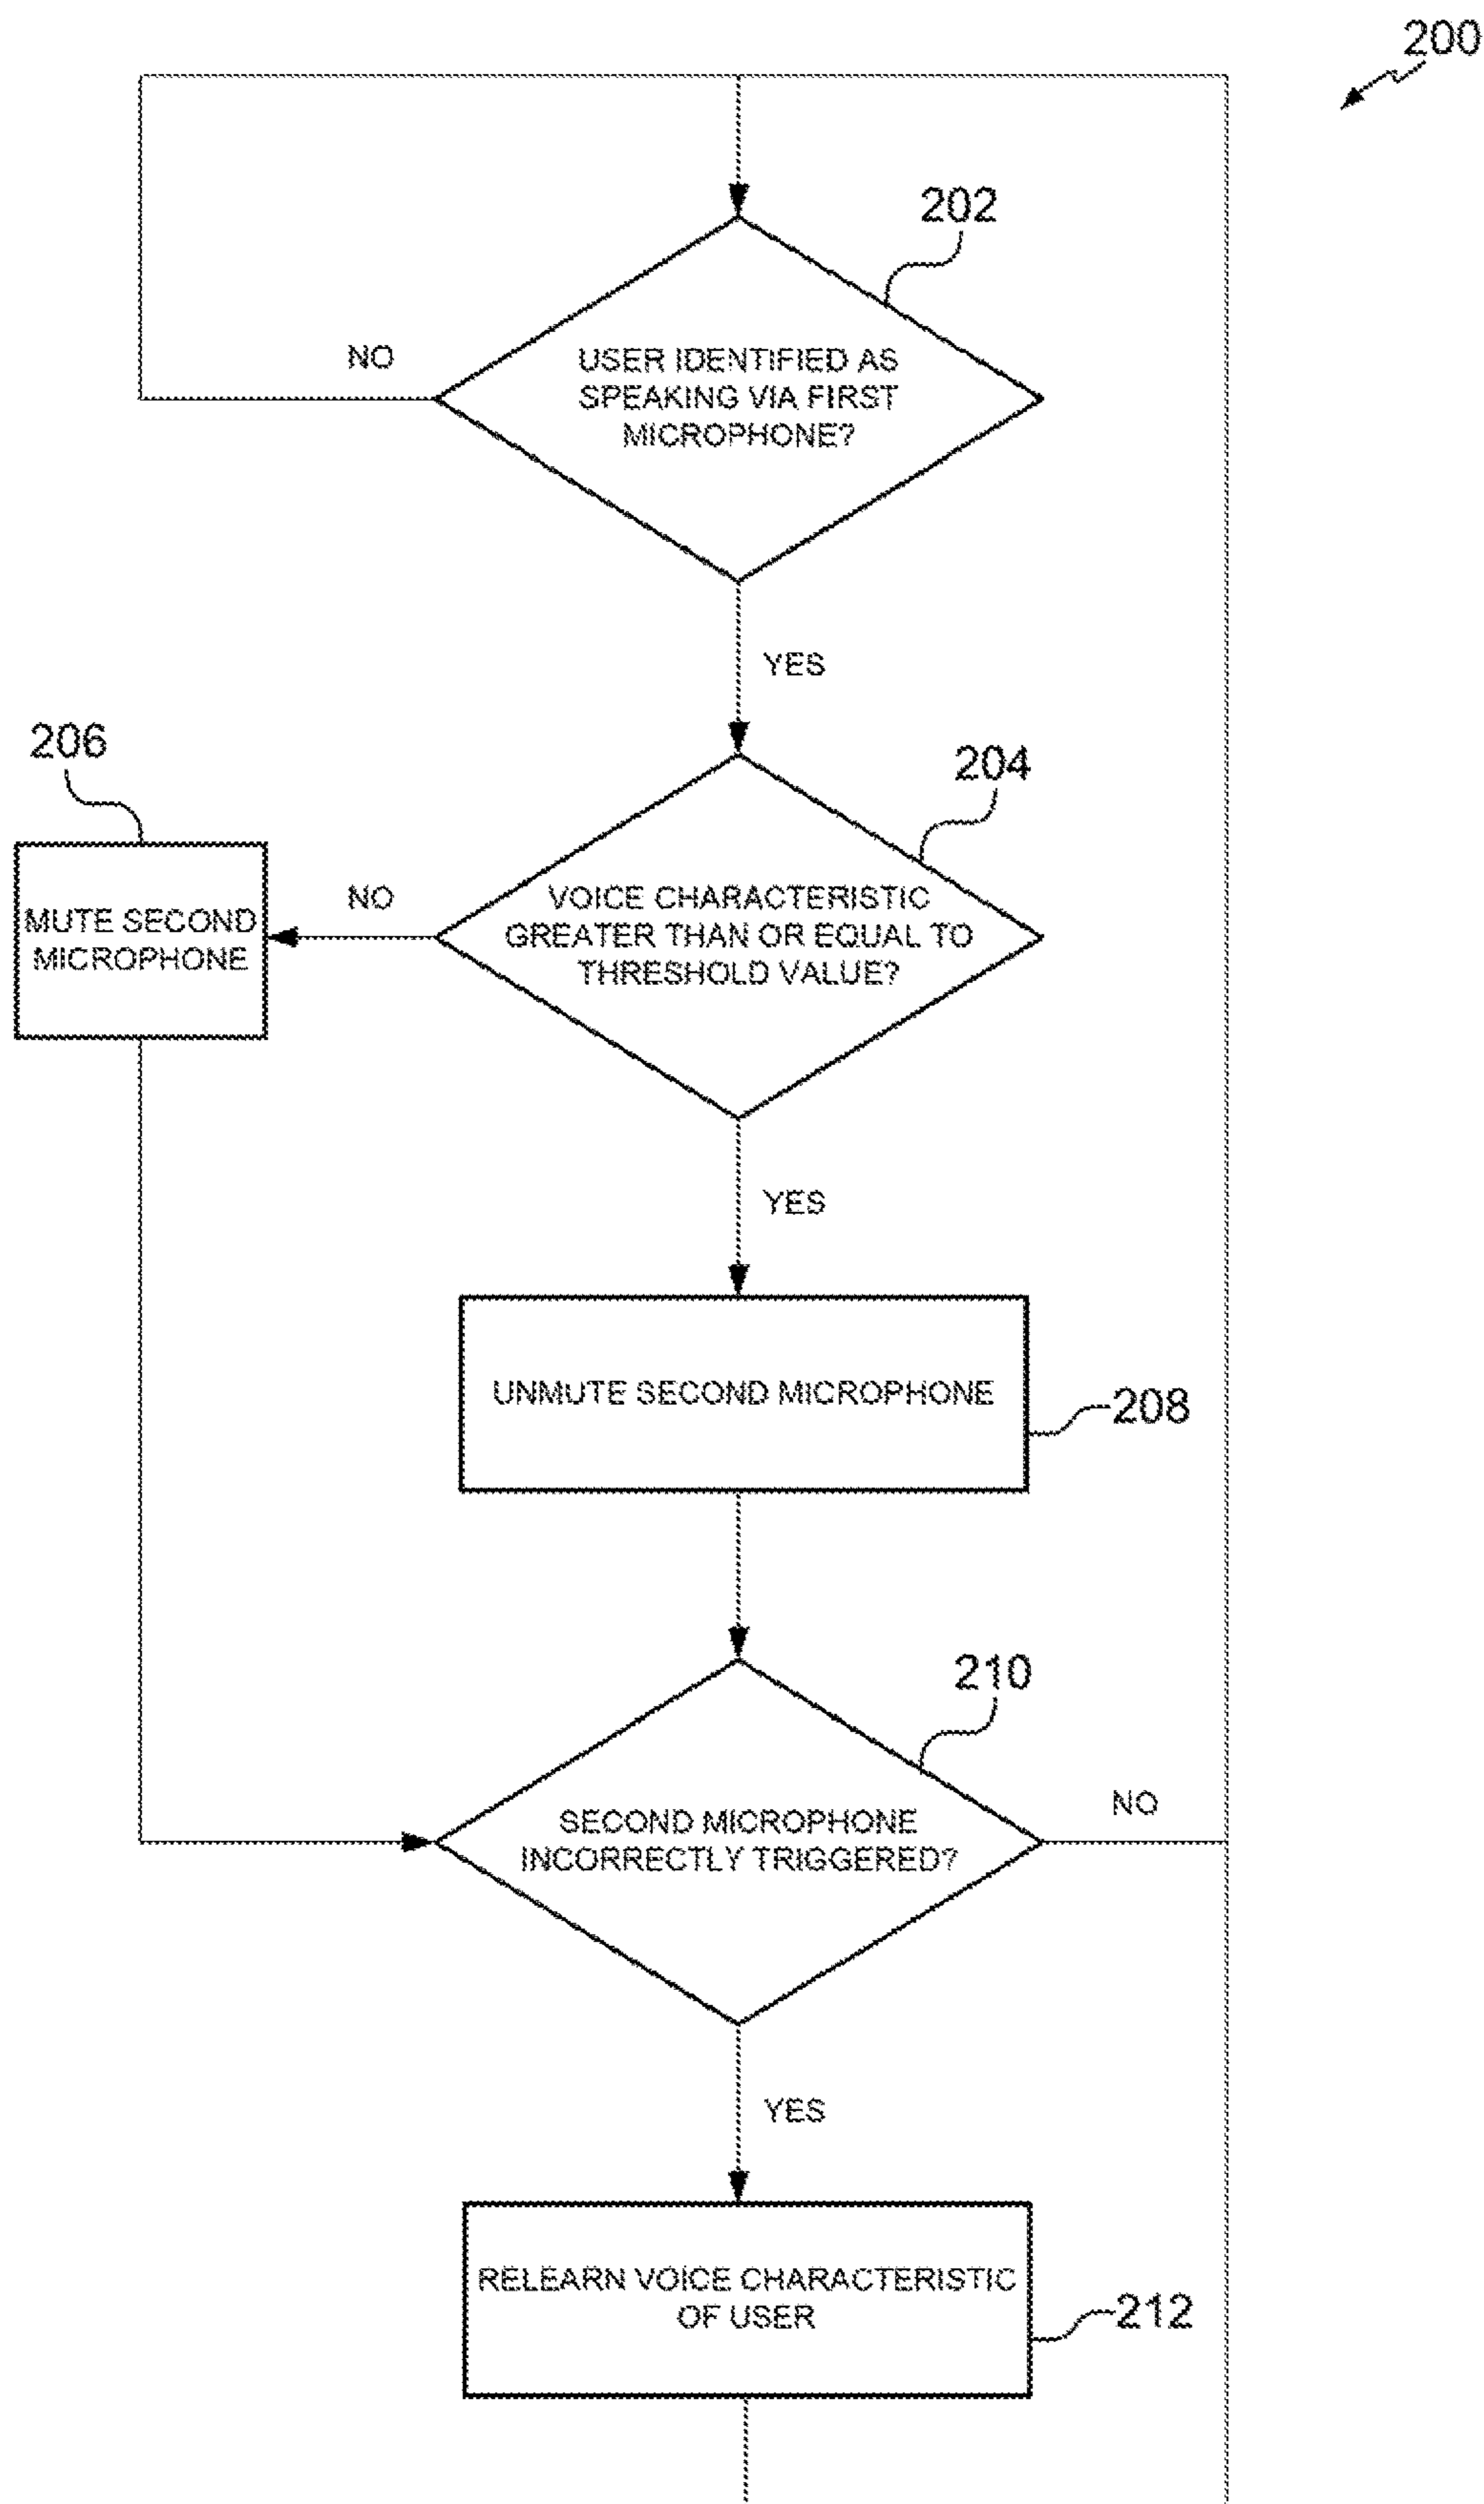 200
202
NO
USER IDENTIFIED AS
SPEAKING VIA FIRST
MICROPHONE?
YES
206
204
MUTE SECOND
MICROPHONE
NO
VOICE CHARACTERISTIC
GREATER THAN OR EQUAL TO
THRESHOLD VALUE?
YES
UNMUTE SECOND MICROPHONE
208
210
SECOND MICROPHONE
INCORRECTLY TRIGGERED?
NO
YES
RELEARN VOICE CHARACTERISTIC
OF USER
212